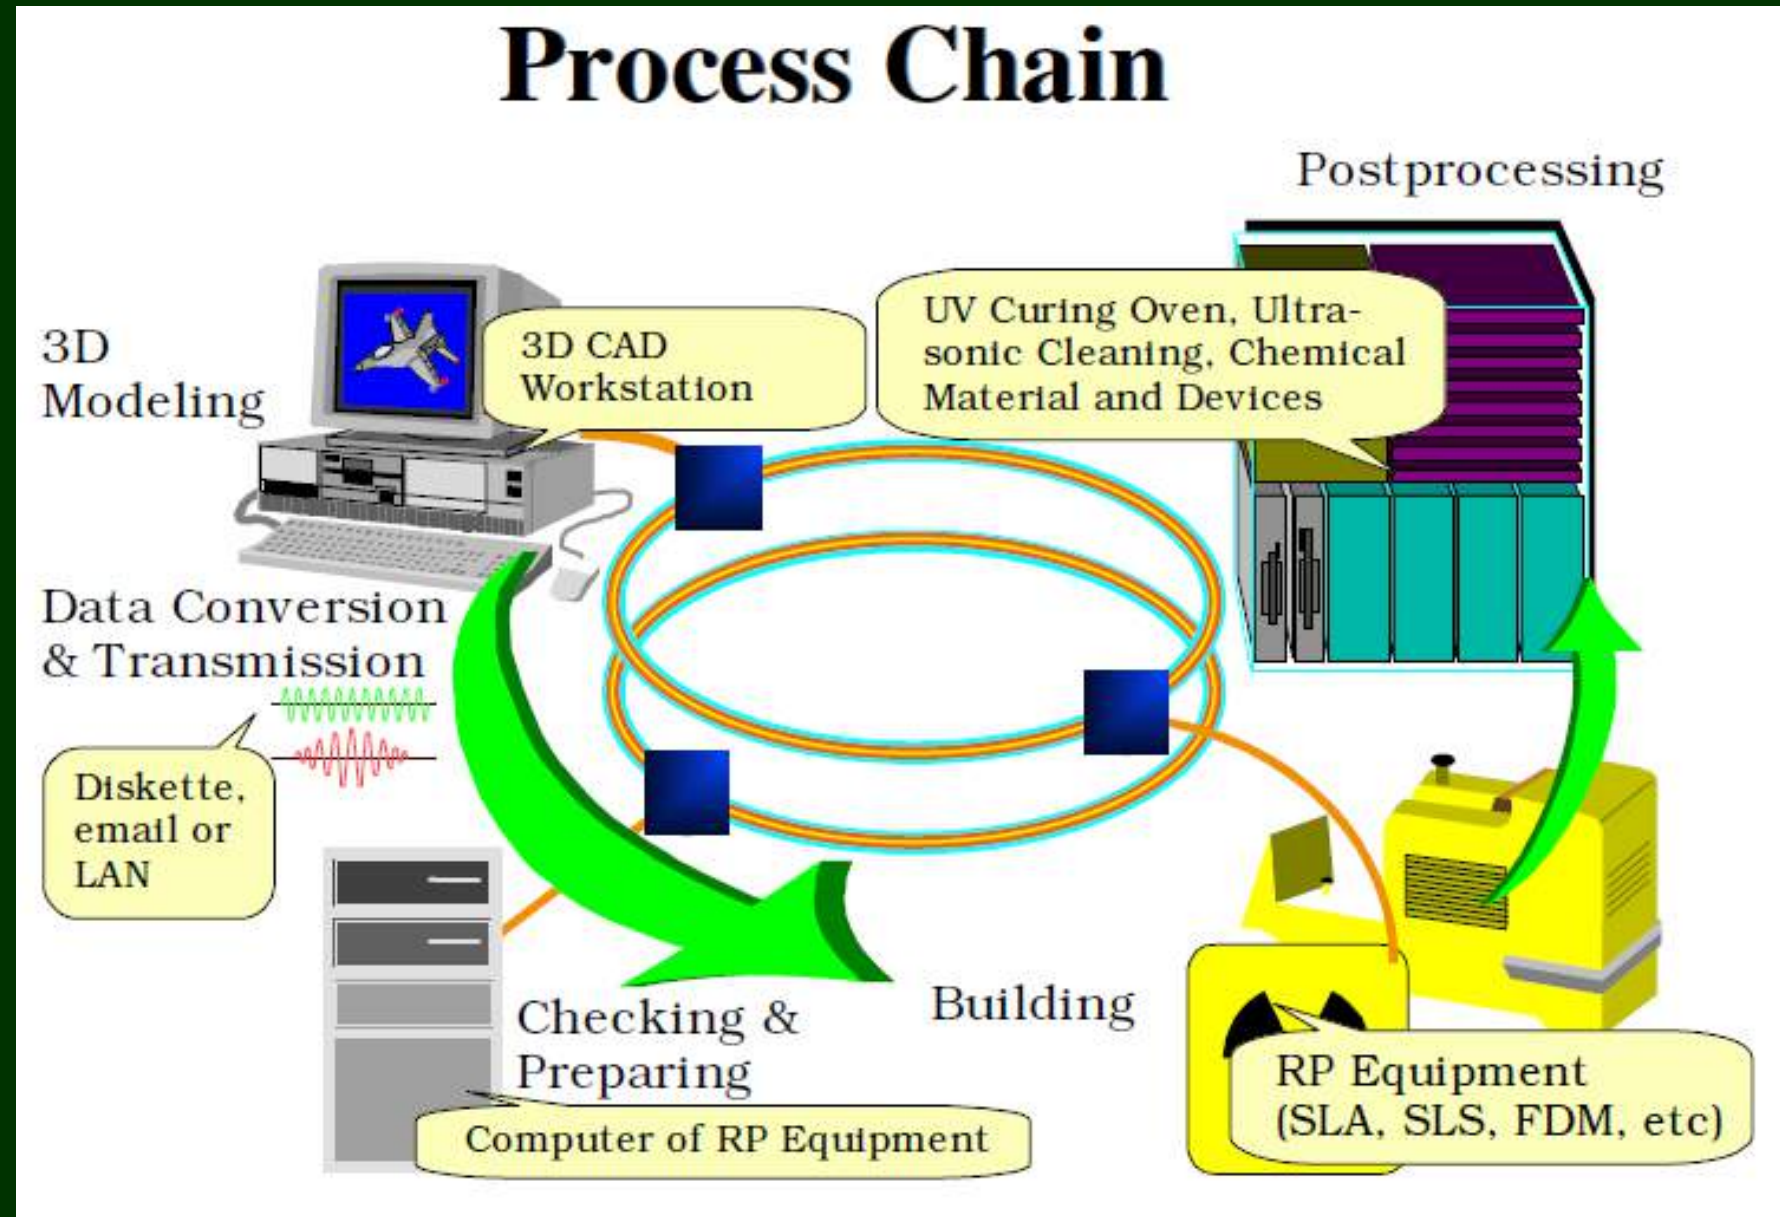 Process Chain
Postprocessing
UV Curing Oven, Ultra-
sonic Cleaning, Chemical
Material and Devices
3D
Modeling
3D CAD
Workstation
Data Conversion
& Transmission
Diskette,
email or
LAN
Checking &
Preparing
Computer of RP Equipment
Building
RP Equipment
(SLA, SLS, FDM, etc)